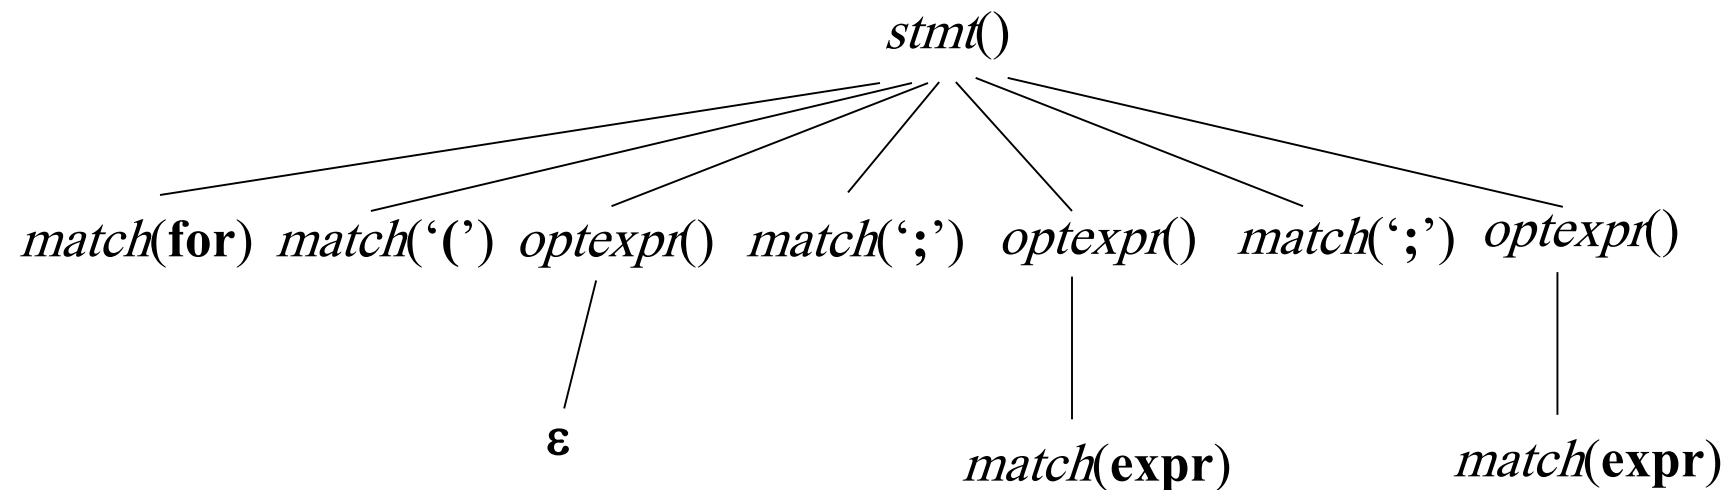 stmt()
match(for) match(‘(’) optexpr() match(‘;’) optexpr() match(‘;’) optexpr()
ε
match(expr) match(expr)